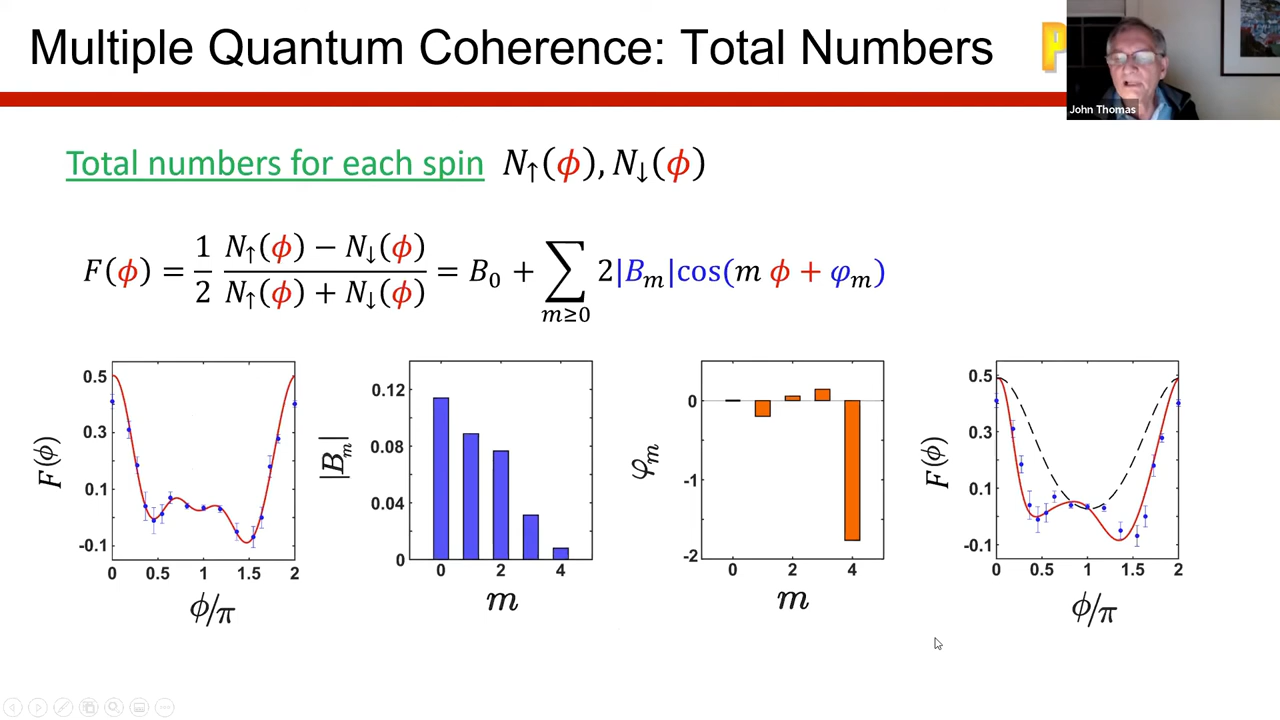 Multiple Quantum Coherence: Total Numbers
P
John Thomas
Total numbers for each spin N↑(ϕ), N↓(ϕ)
F(ϕ) = 1/2 (N↑(ϕ) − N↓(ϕ))/(N↑(ϕ) + N↓(ϕ)) = B₀ + ∑_{m≥0} 2|Bₘ|cos(m ϕ + φₘ)
F(ϕ)
0.5
0.3
0.1
-0.1
0 0.5 1 1.5 2
ϕ/π
|Bₘ|
0.12
0.08
0.04
0
0 2 4
m
φₘ
0
-1
-2
0 2 4
m
F(ϕ)
0.5
0.3
0.1
-0.1
0 0.5 1 1.5 2
ϕ/π